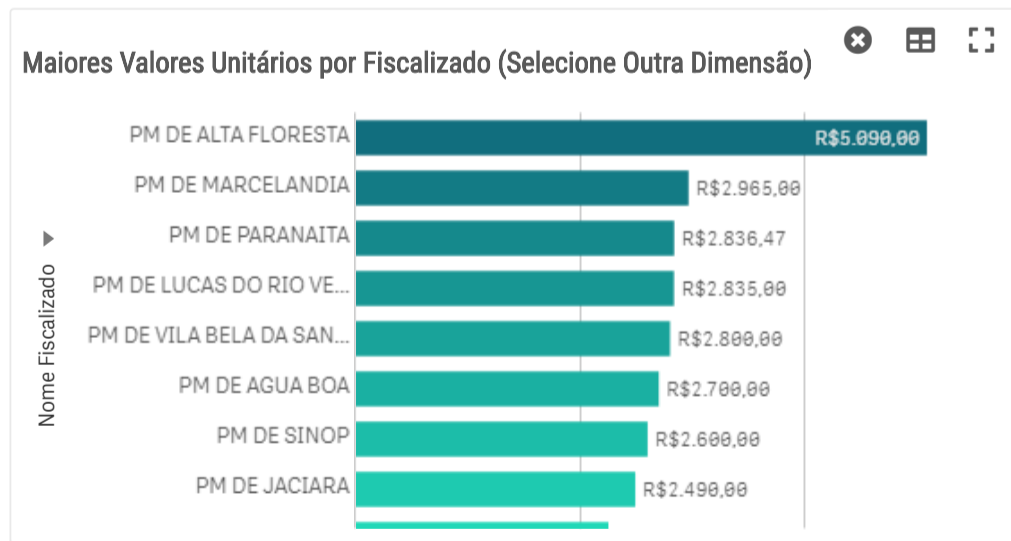 Maiores Valores Unitários por Fiscalizado (Selecione Outra Dimensão)
Nome Fiscalizado
PM DE ALTA FLORESTA R$5.090,00
PM DE MARCELANDIA R$2.965,00
PM DE PARANAITA R$2.836,47
PM DE LUCAS DO RIO VE... R$2.835,00
PM DE VILA BELA DA SAN... R$2.800,00
PM DE AGUA BOA R$2.700,00
PM DE SINOP R$2.600,00
PM DE JACIARA R$2.490,00